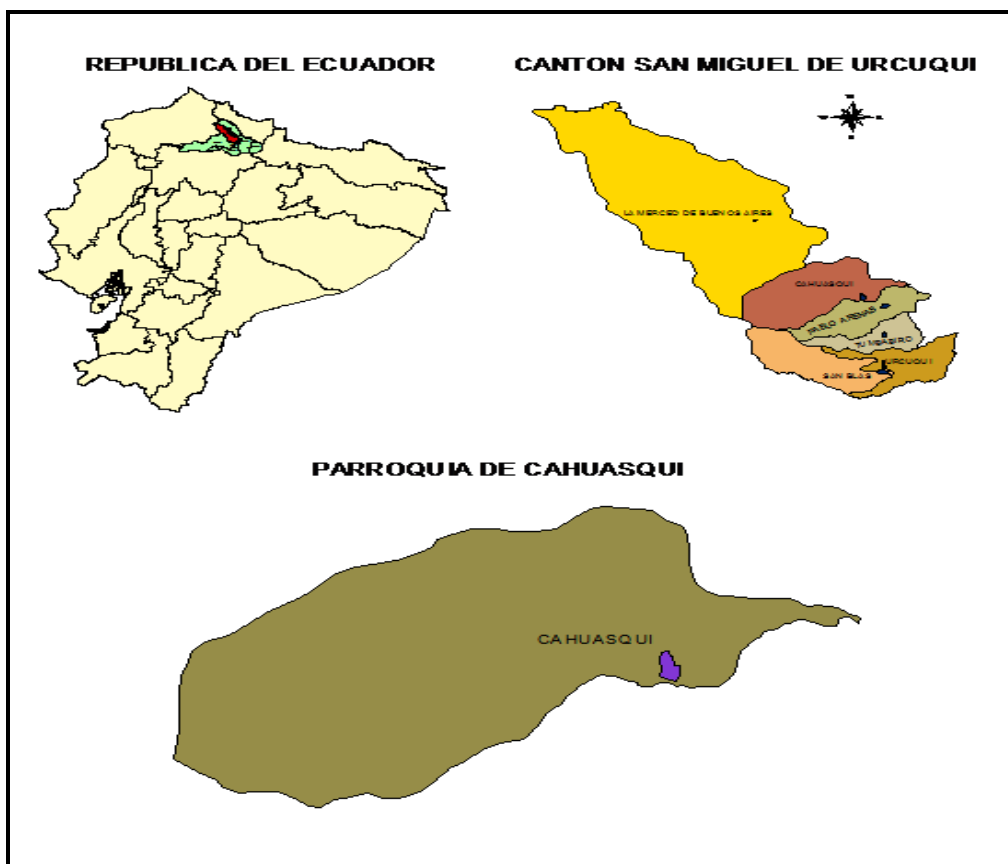 REPUBLICA DEL ECUADOR
CANTON SAN MIGUEL DE URCUQUI
LA MERCED DE BUENOS AIRES
CAHUASQUI
PABLO ARENAS
TUMBABIRO
URCUQUI
SAN BLAS
PARROQUIA DE CAHUASQUI
CAHUASQUI